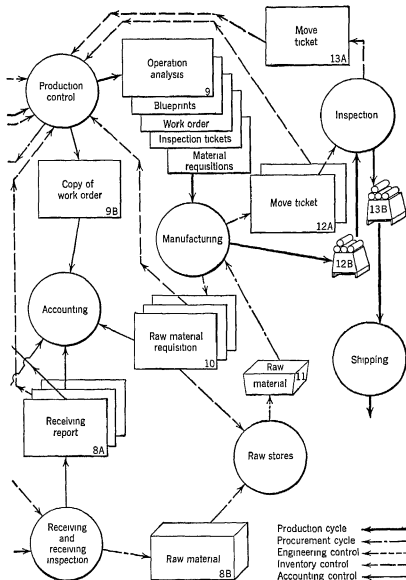 Move
ticket
13A
Operation
analysis
9
Blueprints
Work order
Inspection tickets
Material
requisitions
Production
control
Inspection
Copy of
work order
9B
Move ticket
12A
13B
Manufacturing
12B
Accounting
Raw material
requisition
10
Raw
material
11
Shipping
Receiving
report
8A
Raw stores
Receiving
and
receiving
inspection
Raw material
8B
Production cycle
Procurement cycle
Engineering control
Inventory control
Accounting control